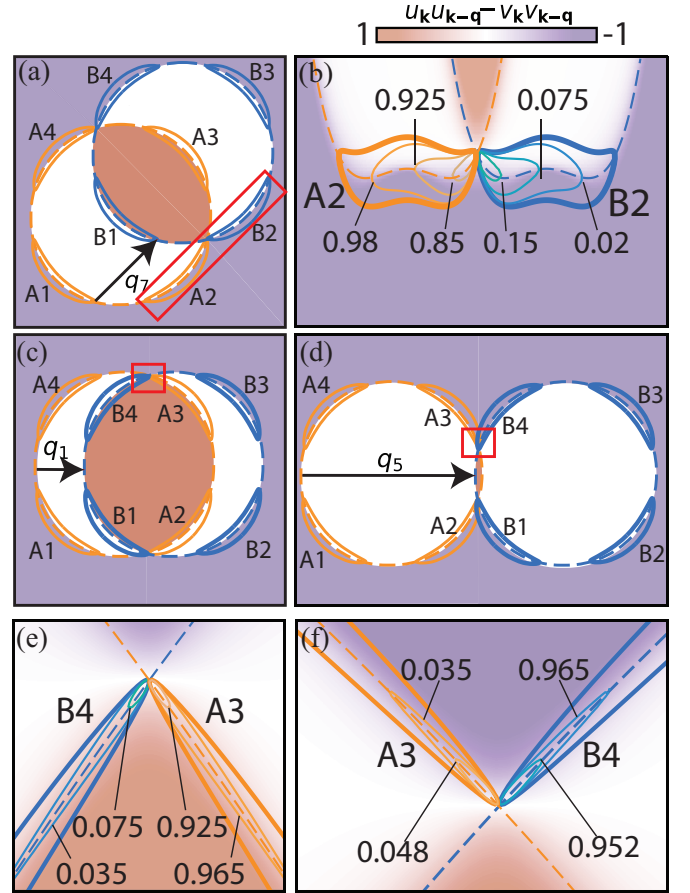 u_k u_{k−q} − v_k v_{k−q}
1 -1
(a) B4 B3
A4 A3
B1 B2
A1 q7 A2
(b) 0.925 0.075
A2 B2
0.98 0.85 0.15 0.02
(c)
A4 B4 A3 B3
q1
B1 A2
A1 B2
(d)
A4 A3 B4 B3
q5
A2 B1
A1 B2
(e)
B4 A3
0.075 0.925
0.035 0.965
(f)
0.035 0.965
A3 B4
0.048 0.952